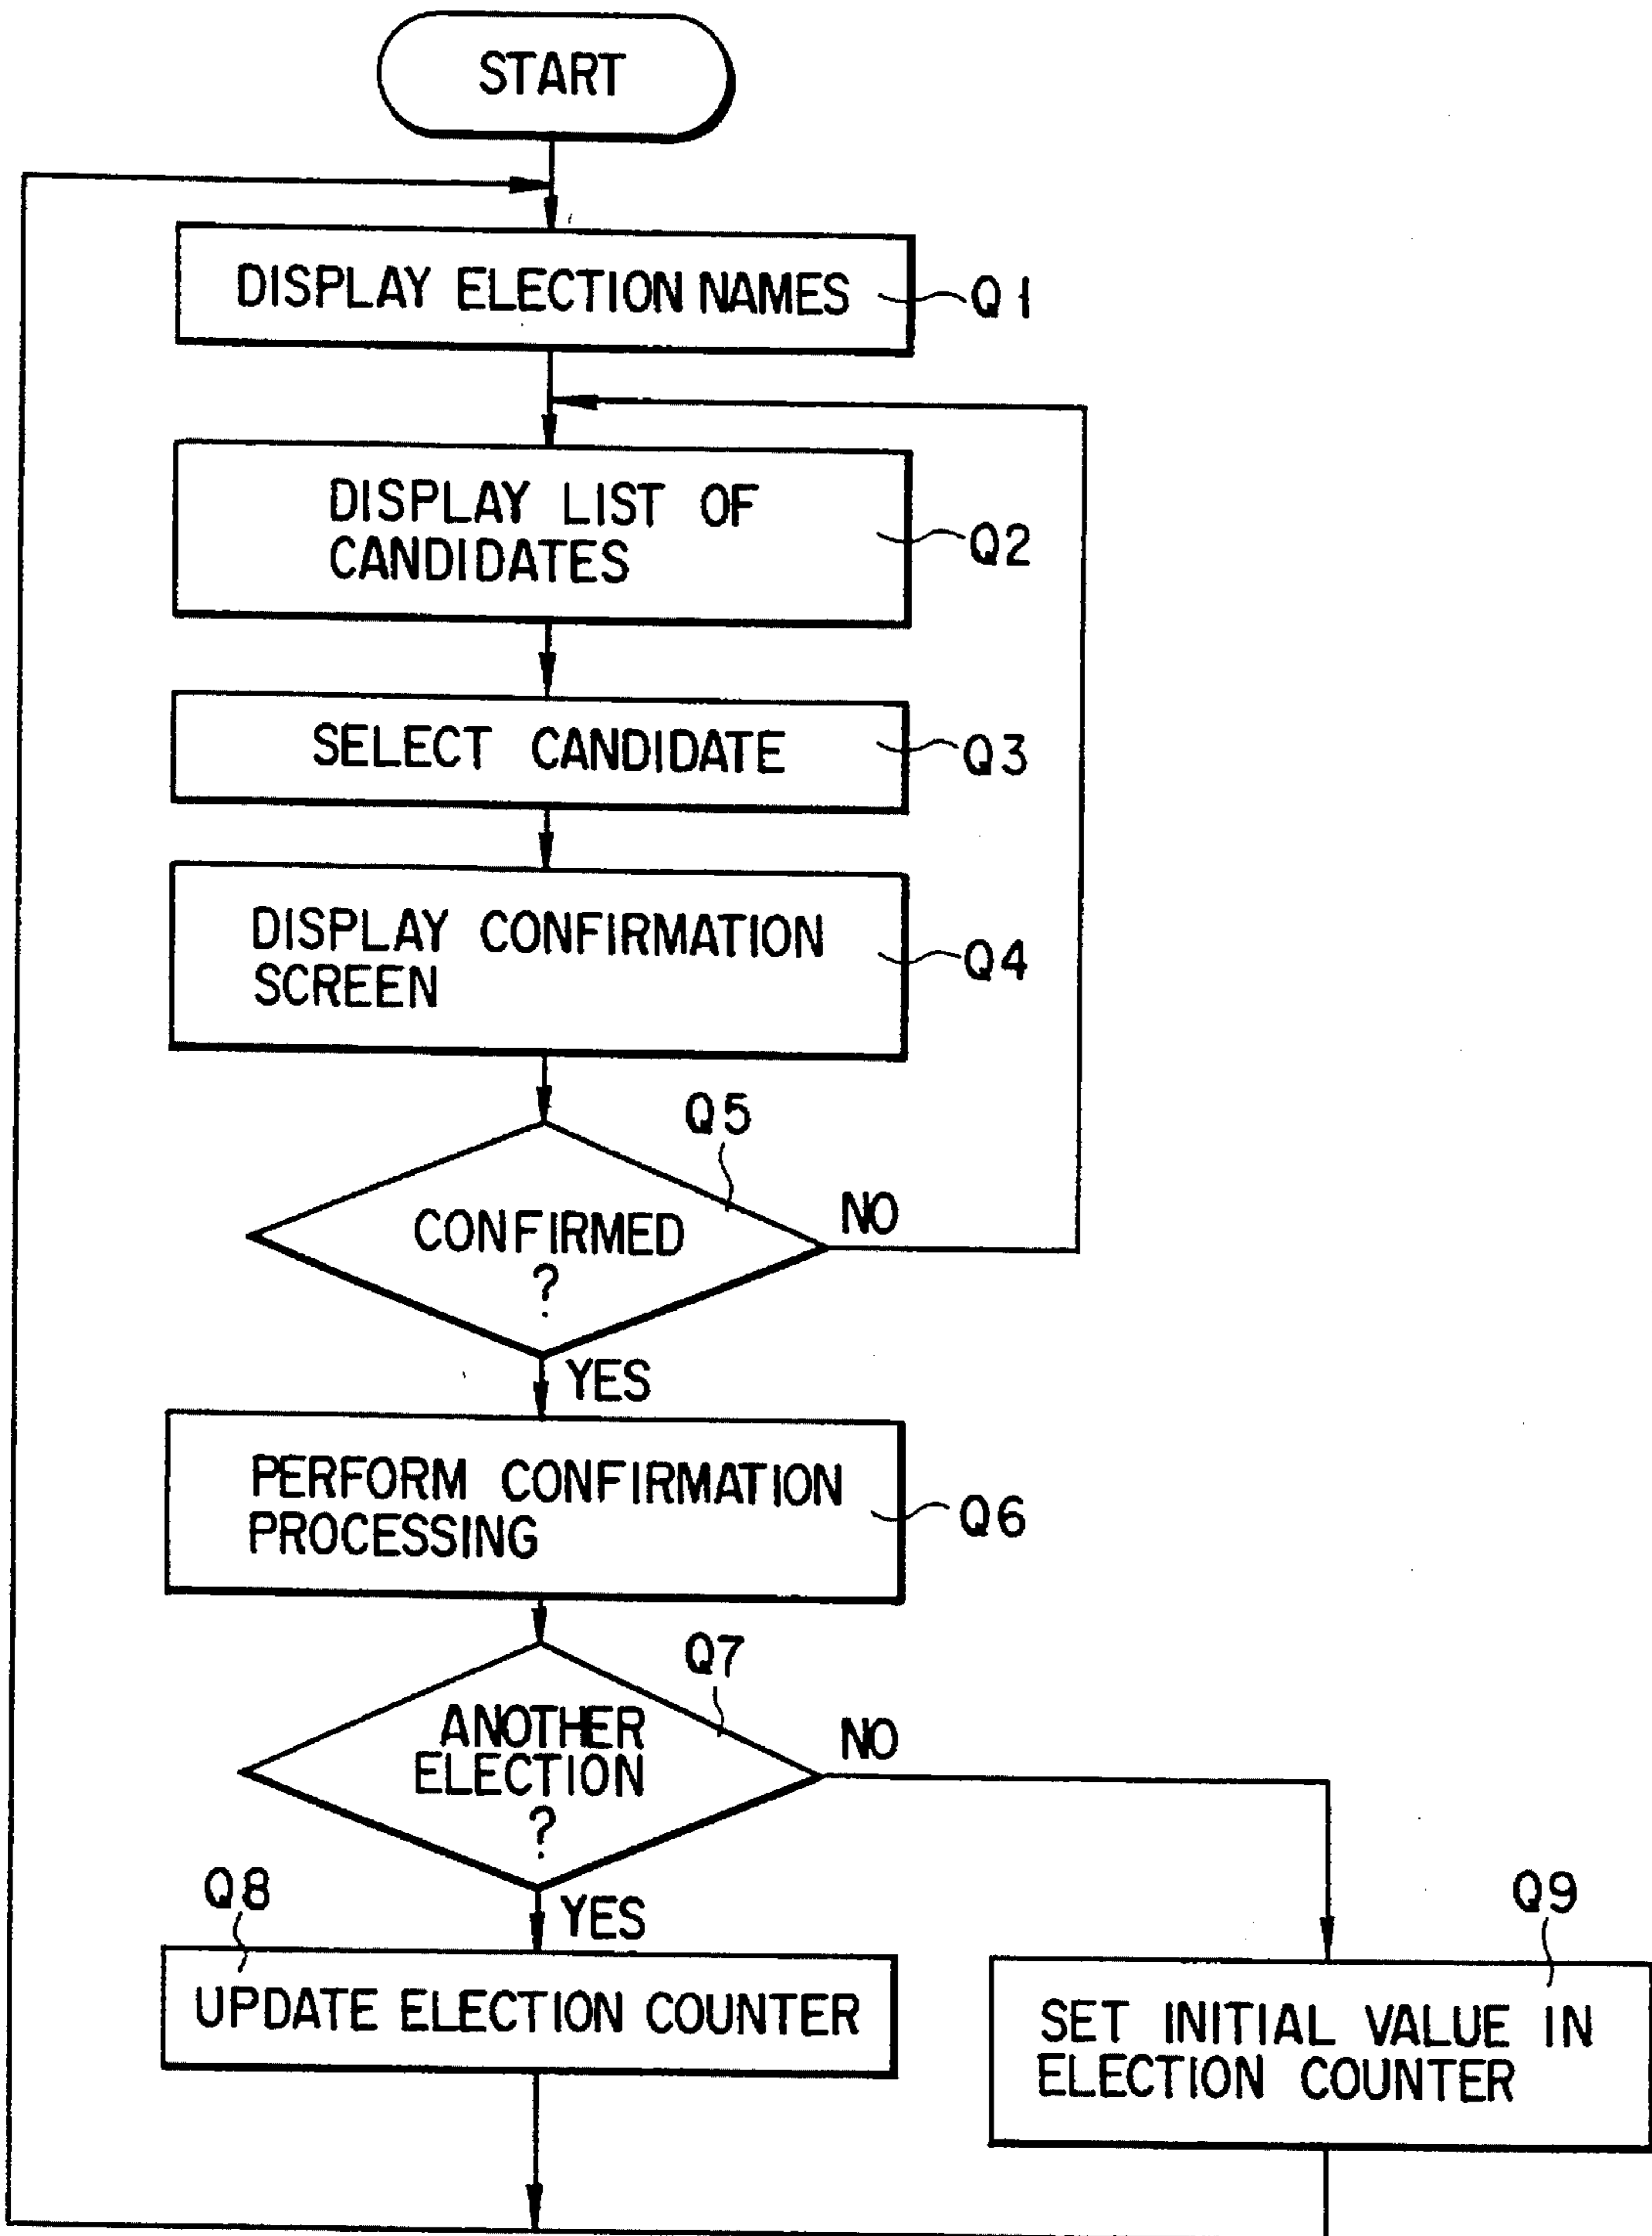 START
DISPLAY ELECTION NAMES
Q1
DISPLAY LIST OF
CANDIDATES
Q2
SELECT CANDIDATE
Q3
DISPLAY CONFIRMATION
SCREEN
Q4
Q5
CONFIRMED
?
NO
YES
PERFORM CONFIRMATION
PROCESSING
Q6
Q7
ANOTHER
ELECTION
?
NO
YES
Q8
UPDATE ELECTION COUNTER
Q9
SET INITIAL VALUE IN
ELECTION COUNTER